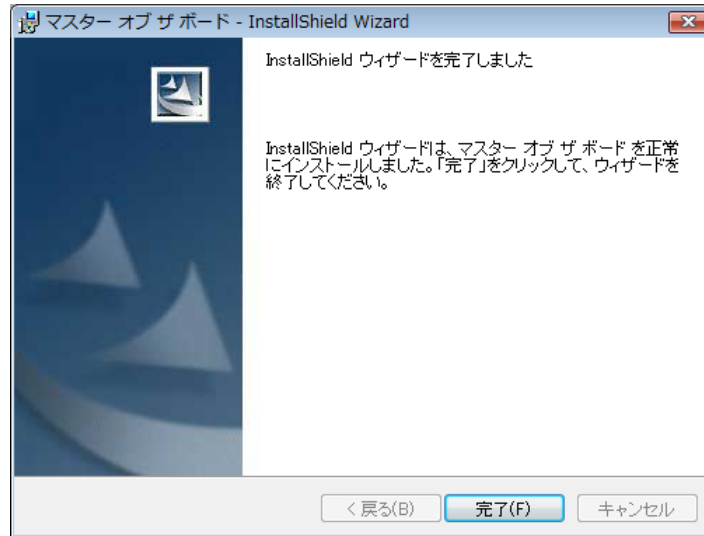 マスター オブ ザ ボード - InstallShield Wizard
InstallShield ウィザードを完了しました
InstallShield ウィザードは、マスター オブ ザ ボード を正常
にインストールしました。「完了」をクリックして、ウィザードを
終了してください。
< 戻る(B) 完了(F) キャンセル